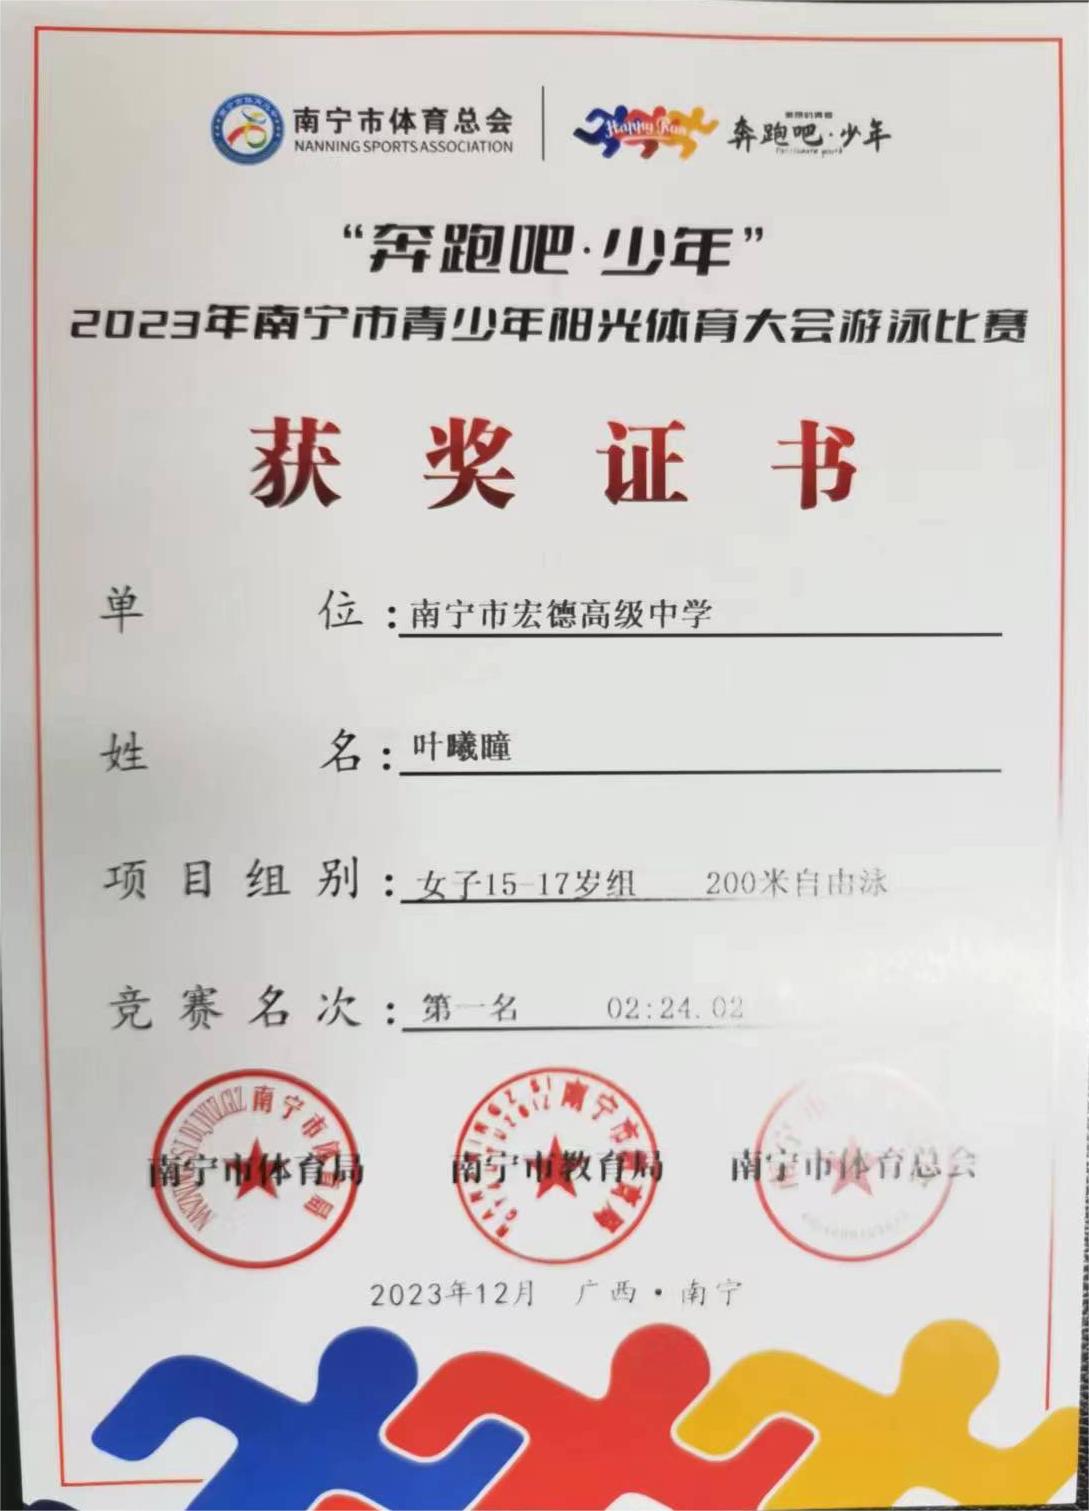 南宁市体育总会
NANNING SPORTS ASSOCIATION
Happy Run
奔跑吧·少年
“奔跑吧·少年”
2023年南宁市青少年阳光体育大会游泳比赛
获奖证书
单位：南宁市宏德高级中学
姓名：叶曦瞳
项目组别：女子15-17岁组 200米自由泳
竞赛名次：第一名 02:24.02
南宁市体育局 南宁市教育局 南宁市体育总会
2023年12月 广西·南宁